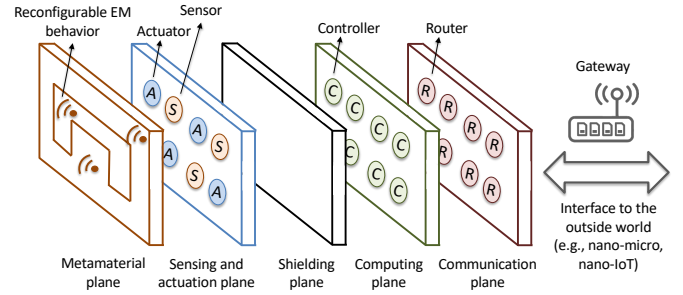 Reconfigurable EM
behavior
Actuator
Sensor
Controller
Router
Gateway
A
S
A
S
A
S
A
C
C
C
C
C
C
C
C
R
R
R
R
R
R
R
R
Interface to the
outside world
(e.g., nano-micro,
nano-IoT)
Metamaterial
plane
Sensing and
actuation plane
Shielding
plane
Computing
plane
Communication
plane